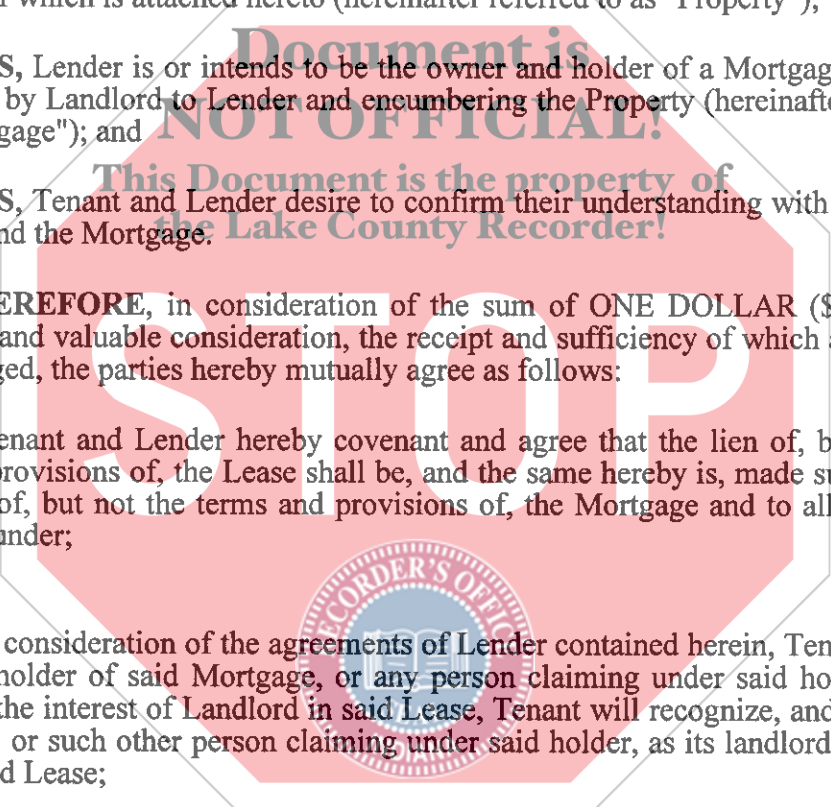 which is attached hereto (hereinafter referred to as "Property");
Document is
S, Lender is or intends to be the owner and holder of a Mortgag
by Landlord to Lender and encumbering the Property (hereinafte
gage"); and
NOT OFFICIAL!
This Document is the property of
S, Tenant and Lender desire to confirm their understanding with
nd the Mortgage.
the Lake County Recorder!
EREFORE, in consideration of the sum of ONE DOLLAR ($
and valuable consideration, the receipt and sufficiency of which a
ged, the parties hereby mutually agree as follows:
STOP
enant and Lender hereby covenant and agree that the lien of, b
rovisions of, the Lease shall be, and the same hereby is, made su
of, but not the terms and provisions of, the Mortgage and to all
under;
RECORDER'S OFFICE
consideration of the agreements of Lender contained herein, Ten
holder of said Mortgage, or any person claiming under said ho
the interest of Landlord in said Lease, Tenant will recognize, and
or such other person claiming under said holder, as its landlord
d Lease;